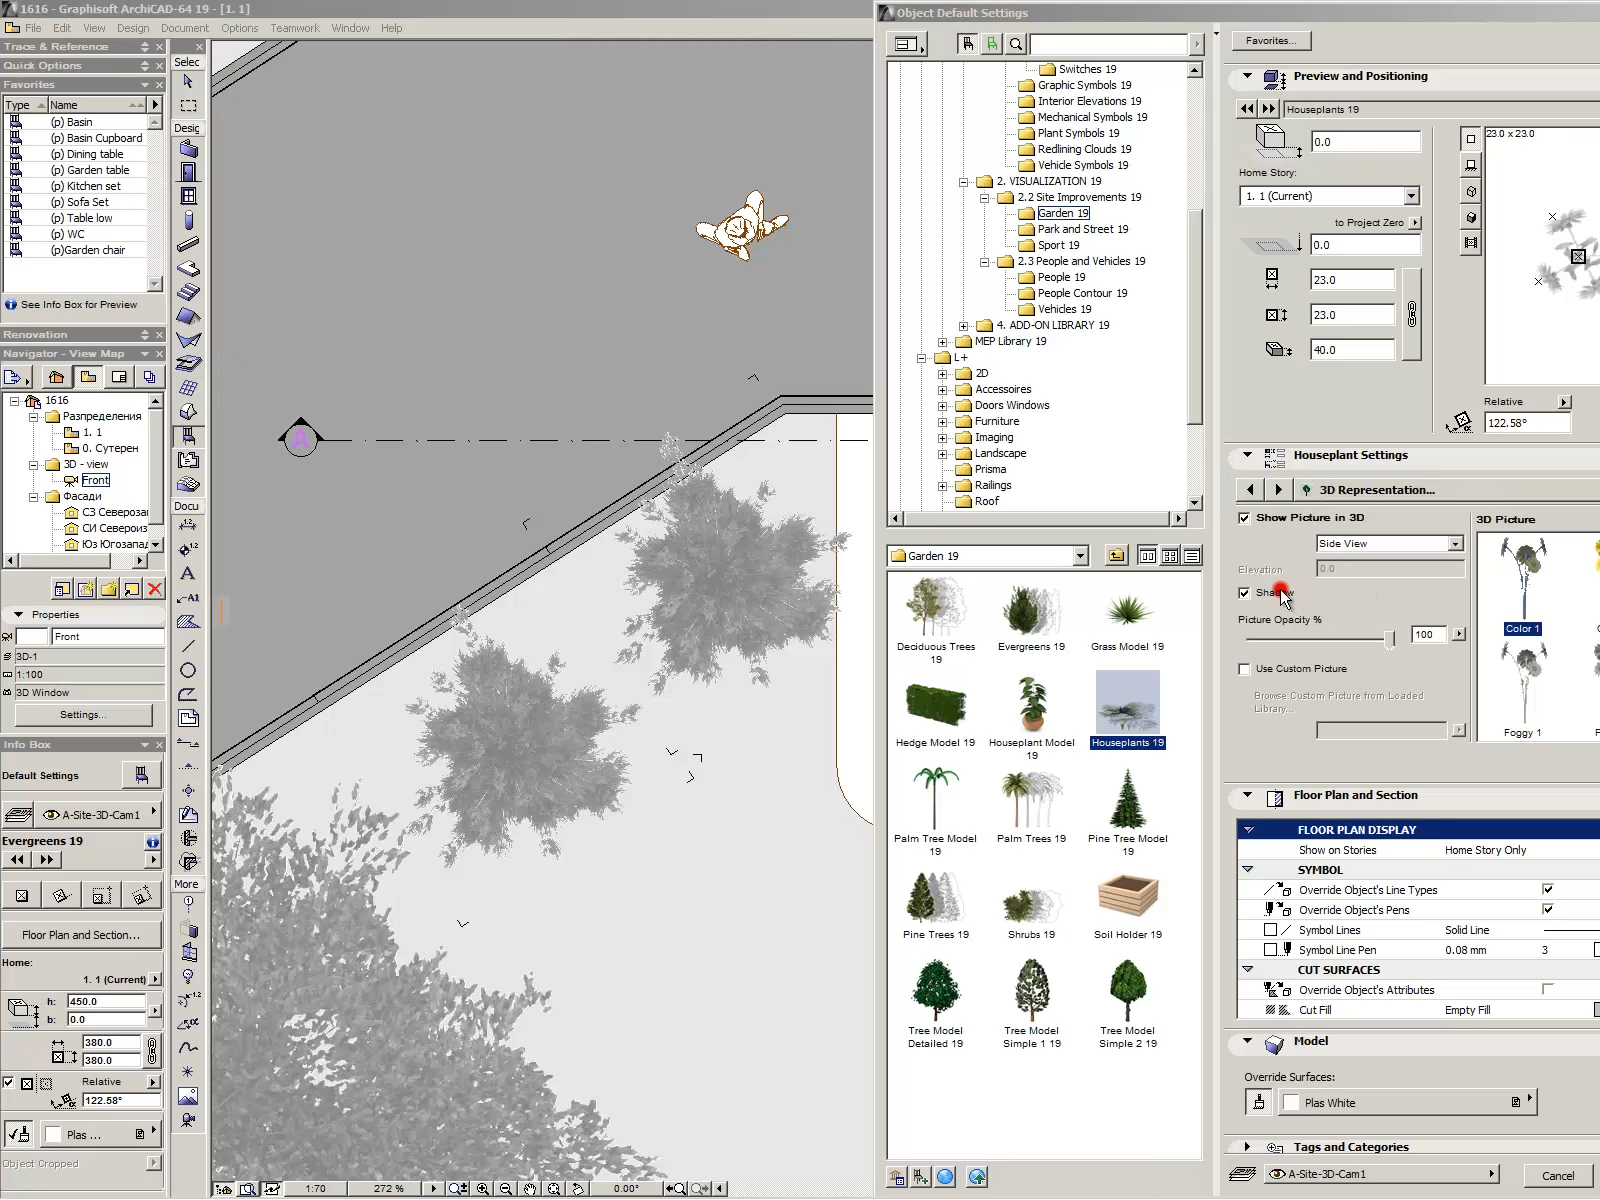 1616 - Graphisoft ArchiCAD-64 19 - [1. 1]
File Edit View Design Document Options Teamwork Window Help
Trace & Reference
Quick Options
Favorites
Type Name
(p) Basin
(p) Basin Cupboard
(p) Dining table
(p) Garden table
(p) Kitchen set
(p) Sofa Set
(p) Table low
(p) WC
(p)Garden chair
See Info Box for Preview
Renovation
Navigator - View Map
1616
Разпределения
1. 1
0. Сутерен
3D - view
Front
Фасади
СЗ Северозa
СИ Североиз
Юз Югозапад
Properties
Front
3D-1
1:100
3D Window
Settings...
Info Box
Default Settings
A-Site-3D-Cam1
Evergreens 19
Floor Plan and Section...
Home:
1. 1 (Current)
h: 450.0
b: 0.0
380.0
380.0
Relative
122.58°
Plas ...
Object Cropped
Selec
Desig
Docu
More
A
1:70
272 %
0.00°
Object Default Settings
Switches 19
Graphic Symbols 19
Interior Elevations 19
Mechanical Symbols 19
Plant Symbols 19
Redlining Clouds 19
Vehicle Symbols 19
2. VISUALIZATION 19
2.2 Site Improvements 19
Garden 19
Park and Street 19
Sport 19
2.3 People and Vehicles 19
People 19
People Contour 19
Vehicles 19
4. ADD-ON LIBRARY 19
MEP Library 19
L+
2D
Accessoires
Doors Windows
Furniture
Imaging
Landscape
Prisma
Railings
Roof
Garden 19
Deciduous Trees 19
Evergreens 19
Grass Model 19
Hedge Model 19
Houseplant Model 19
Houseplants 19
Palm Tree Model 19
Palm Trees 19
Pine Tree Model 19
Pine Trees 19
Shrubs 19
Soil Holder 19
Tree Model Detailed 19
Tree Model Simple 1 19
Tree Model Simple 2 19
Favorites...
Preview and Positioning
Houseplants 19
0.0
Home Story:
1. 1 (Current)
to Project Zero
0.0
23.0
23.0
40.0
23.0 x 23.0
Relative
122.58°
Houseplant Settings
3D Representation...
Show Picture in 3D
Side View
Elevation 0.0
Shadow
Picture Opacity %
100
Use Custom Picture
Browse Custom Picture from Loaded Library...
3D Picture
Color 1
Foggy 1
Floor Plan and Section
FLOOR PLAN DISPLAY
Show on Stories Home Story Only
SYMBOL
Override Object's Line Types
Override Object's Pens
Symbol Lines Solid Line
Symbol Line Pen 0.08 mm 3
CUT SURFACES
Override Object's Attributes
Cut Fill Empty Fill
Model
Override Surfaces:
Plas White
Tags and Categories
A-Site-3D-Cam1
Cancel